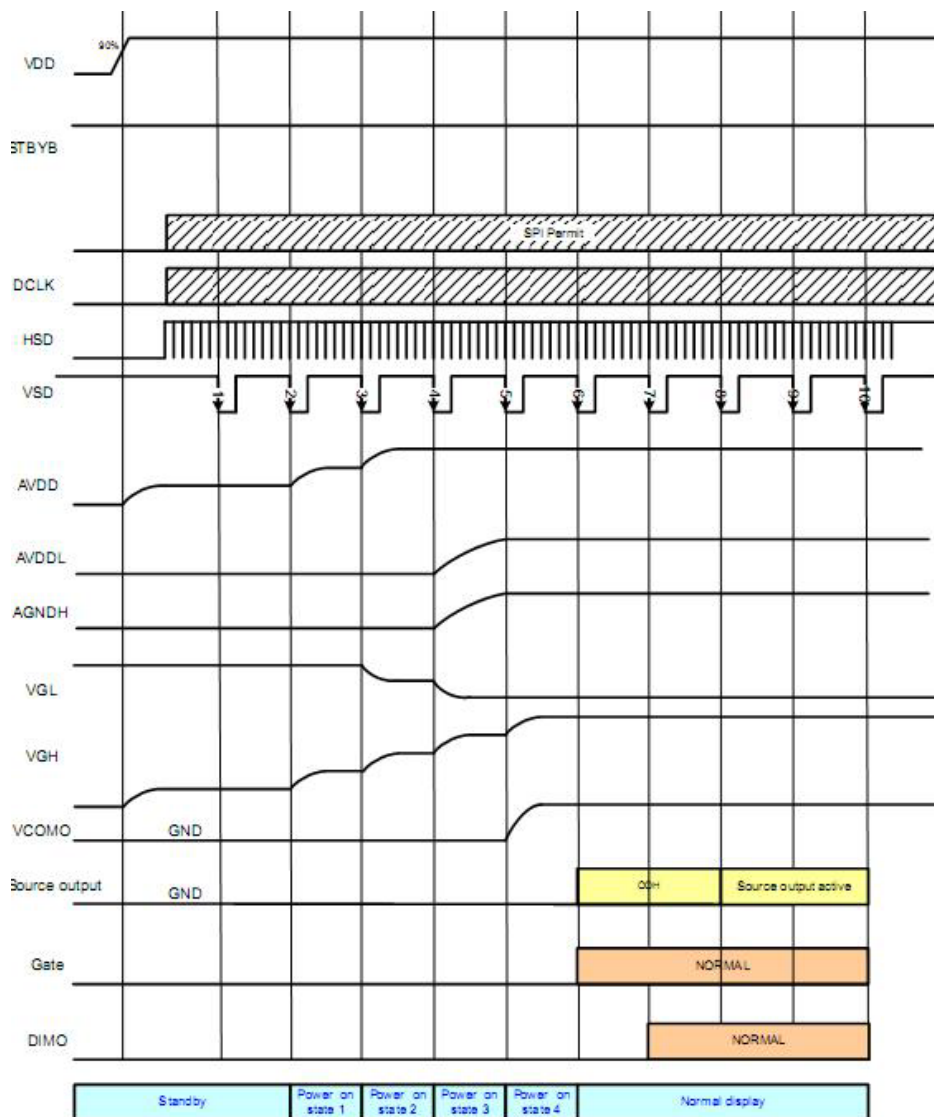 90%
VDD
STBYB
SPI Permit
DCLK
HSD
VSD
1 2 3 4 5 6 7 8 9 10
AVDD
AVDDL
AGNDH
VGL
VGH
VCOMO GND
Source output GND 00H Source output active
Gate NORMAL
DIMO NORMAL
Standby
Power on
state 1
Power on
state 2
Power on
state 3
Power on
state 4
Normal display